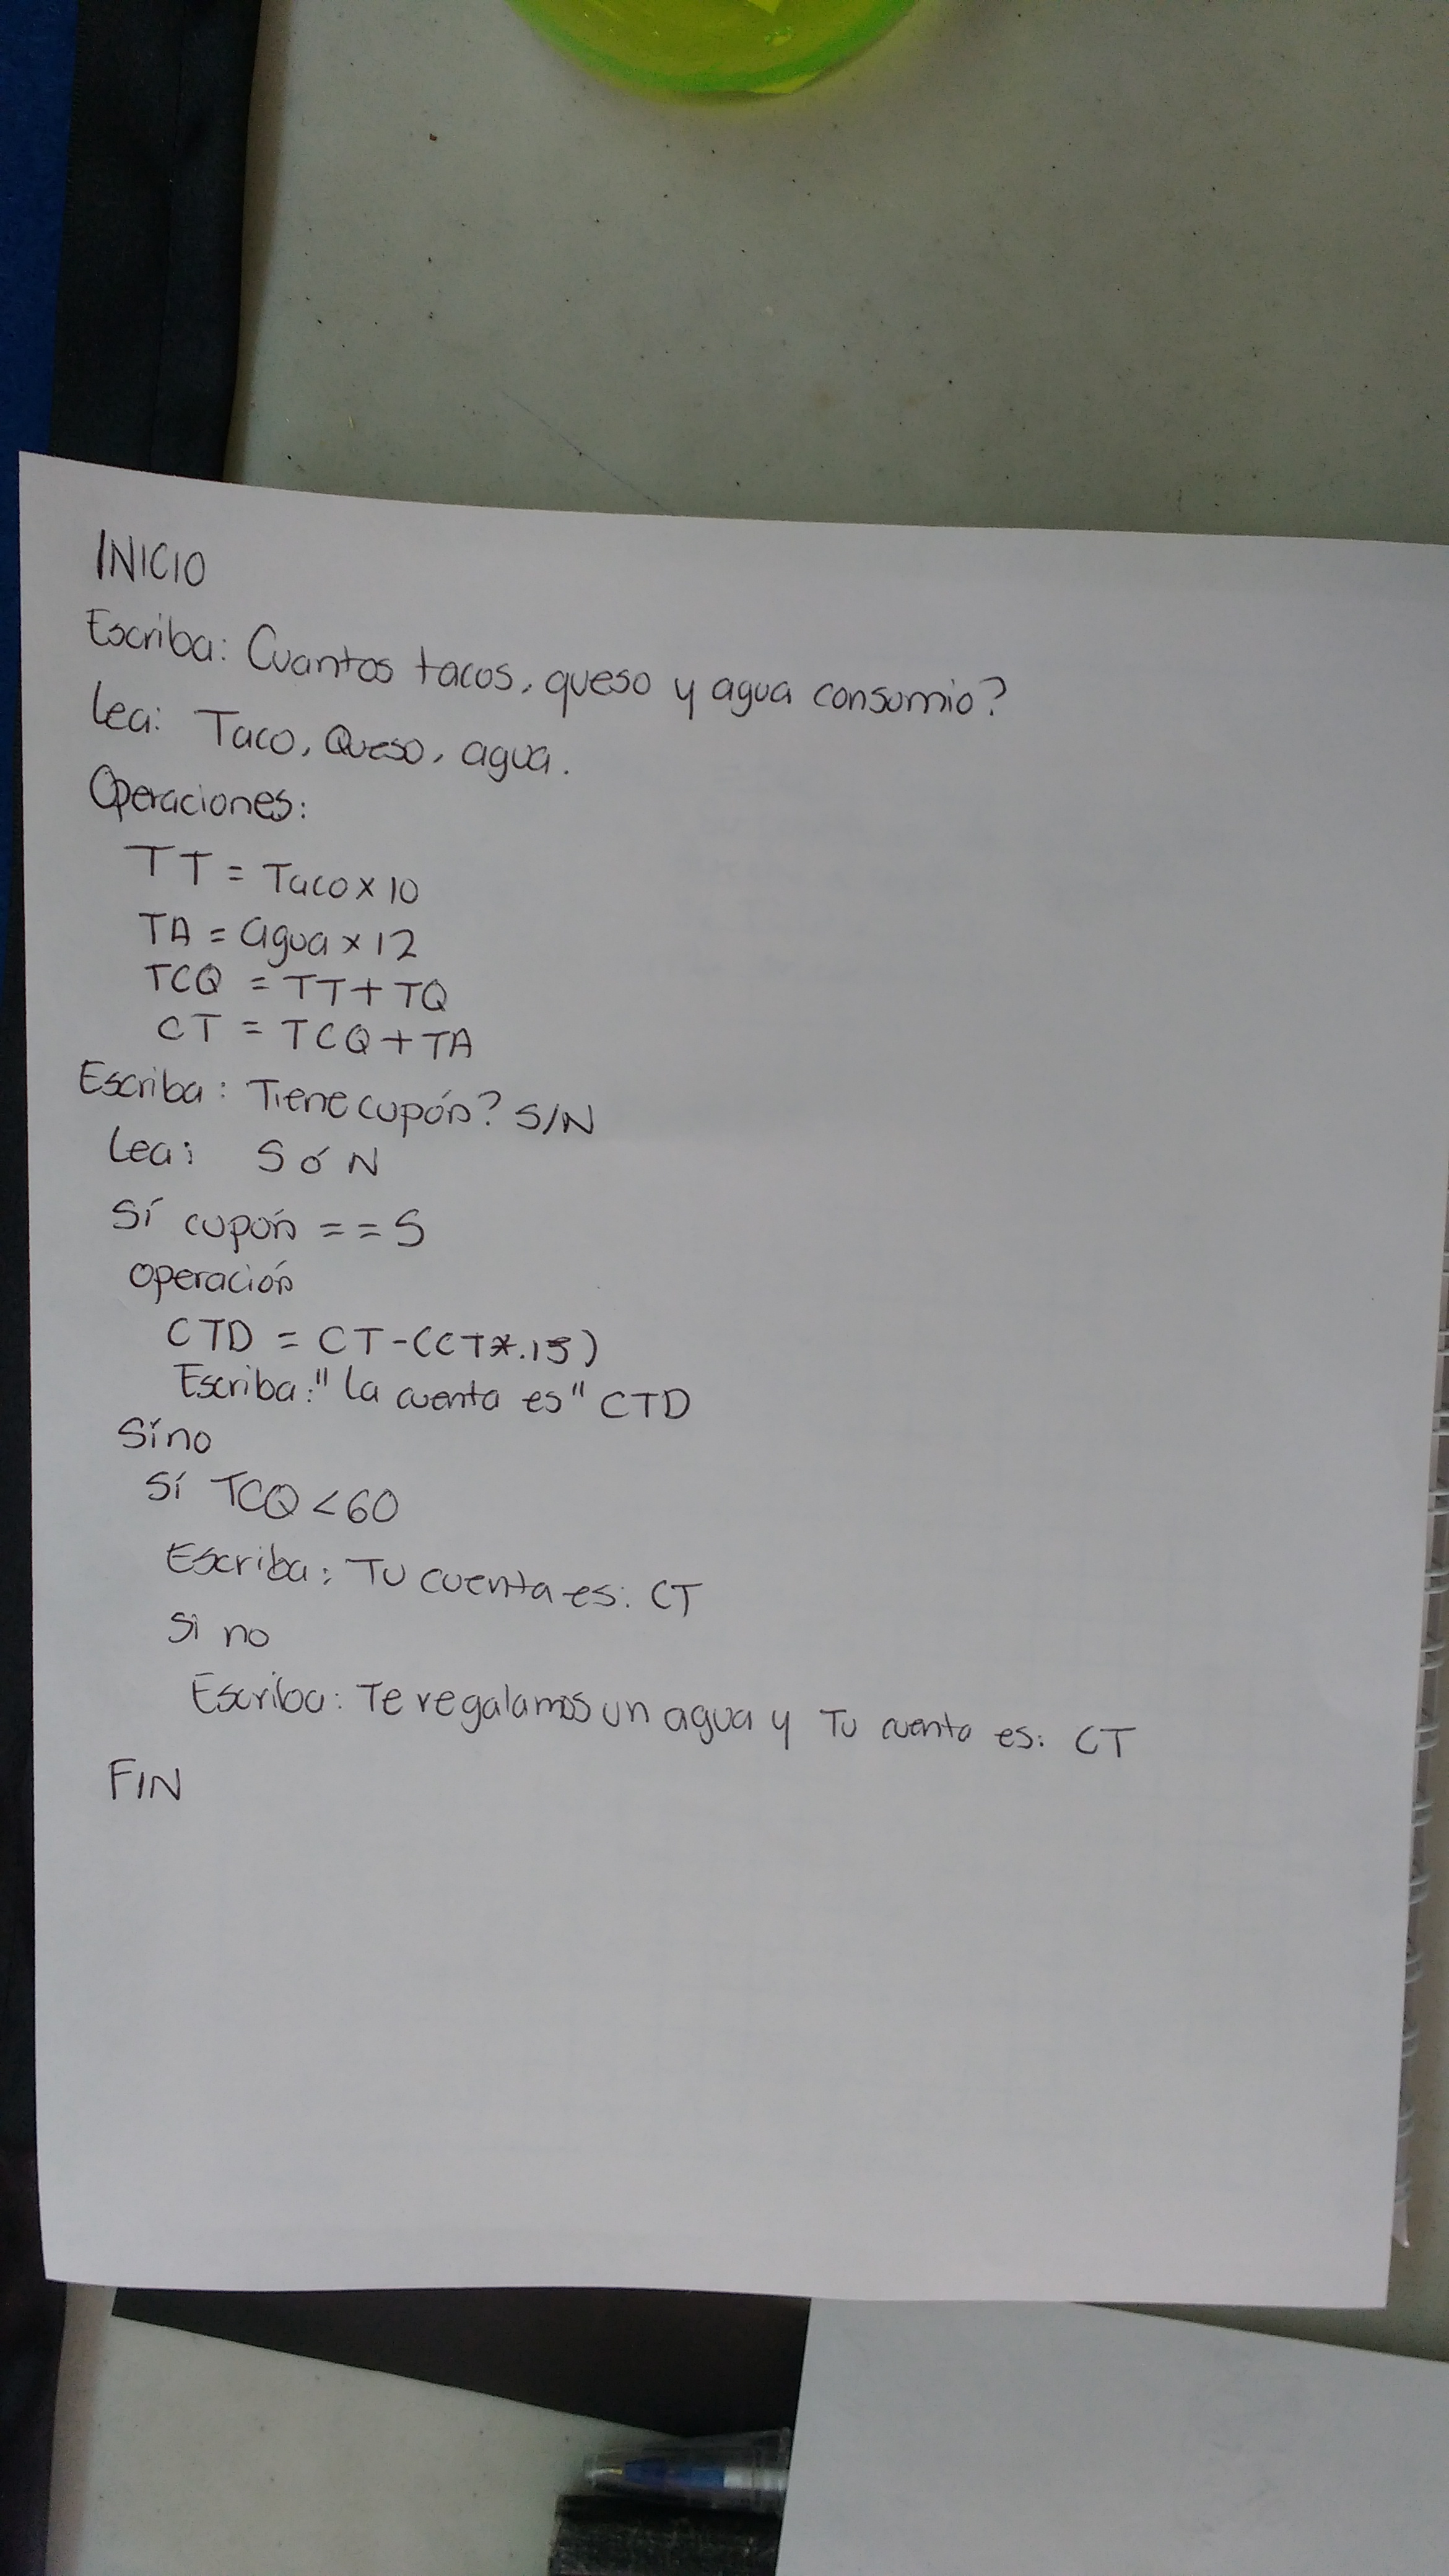 INICIO
Escriba: Cuantos tacos, queso y agua consumio?
Lea: Taco, Queso, agua.
Operaciones:
TT = Taco x 10
TA = agua x 12
TCQ = TT + TQ
CT = TCQ + TA
Escriba: Tiene cupón? S/N
Lea: S ó N
Sí cupón == S
operación
CTD = CT-(CT*.15)
Escriba: "la cuenta es" CTD
Síno
Sí TCQ < 60
Escriba: Tu cuenta es: CT
Si no
Escriba: Te regalamos un agua y Tu cuenta es: CT
FIN